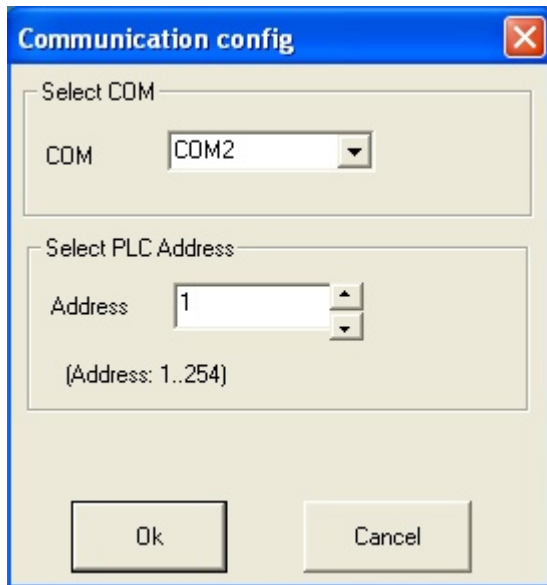 Communication config
Select COM
COM COM2
Select PLC Address
Address 1
(Address: 1..254)
Ok Cancel